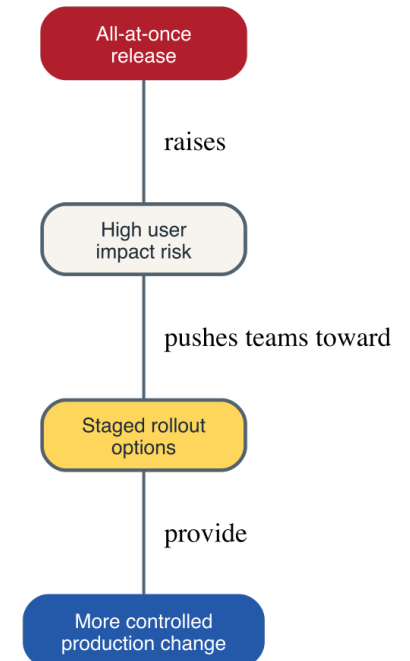 All-at-once
release
raises
High user
impact risk
pushes teams toward
Staged rollout
options
provide
More controlled
production change